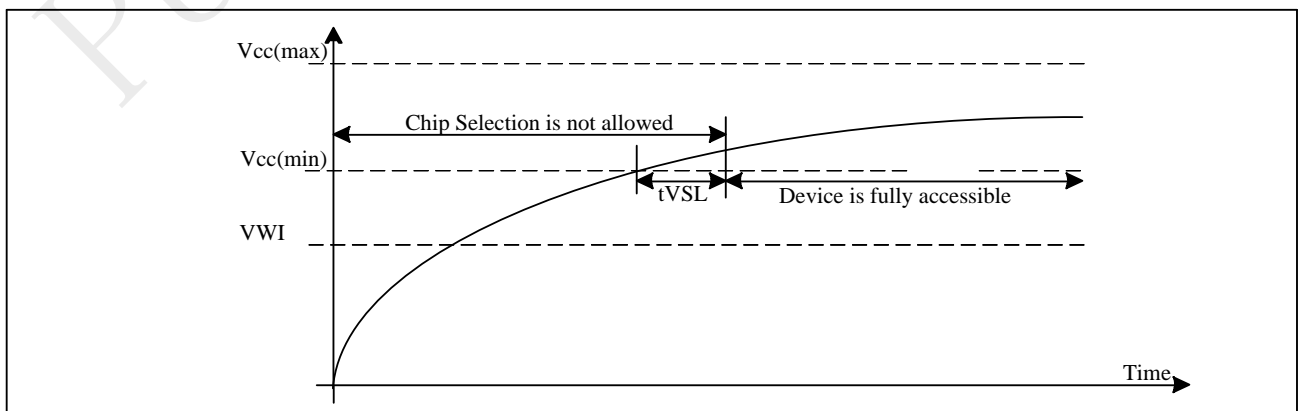 Vcc(max)
Chip Selection is not allowed
Vcc(min)
tVSL
Device is fully accessible
VWI
Time